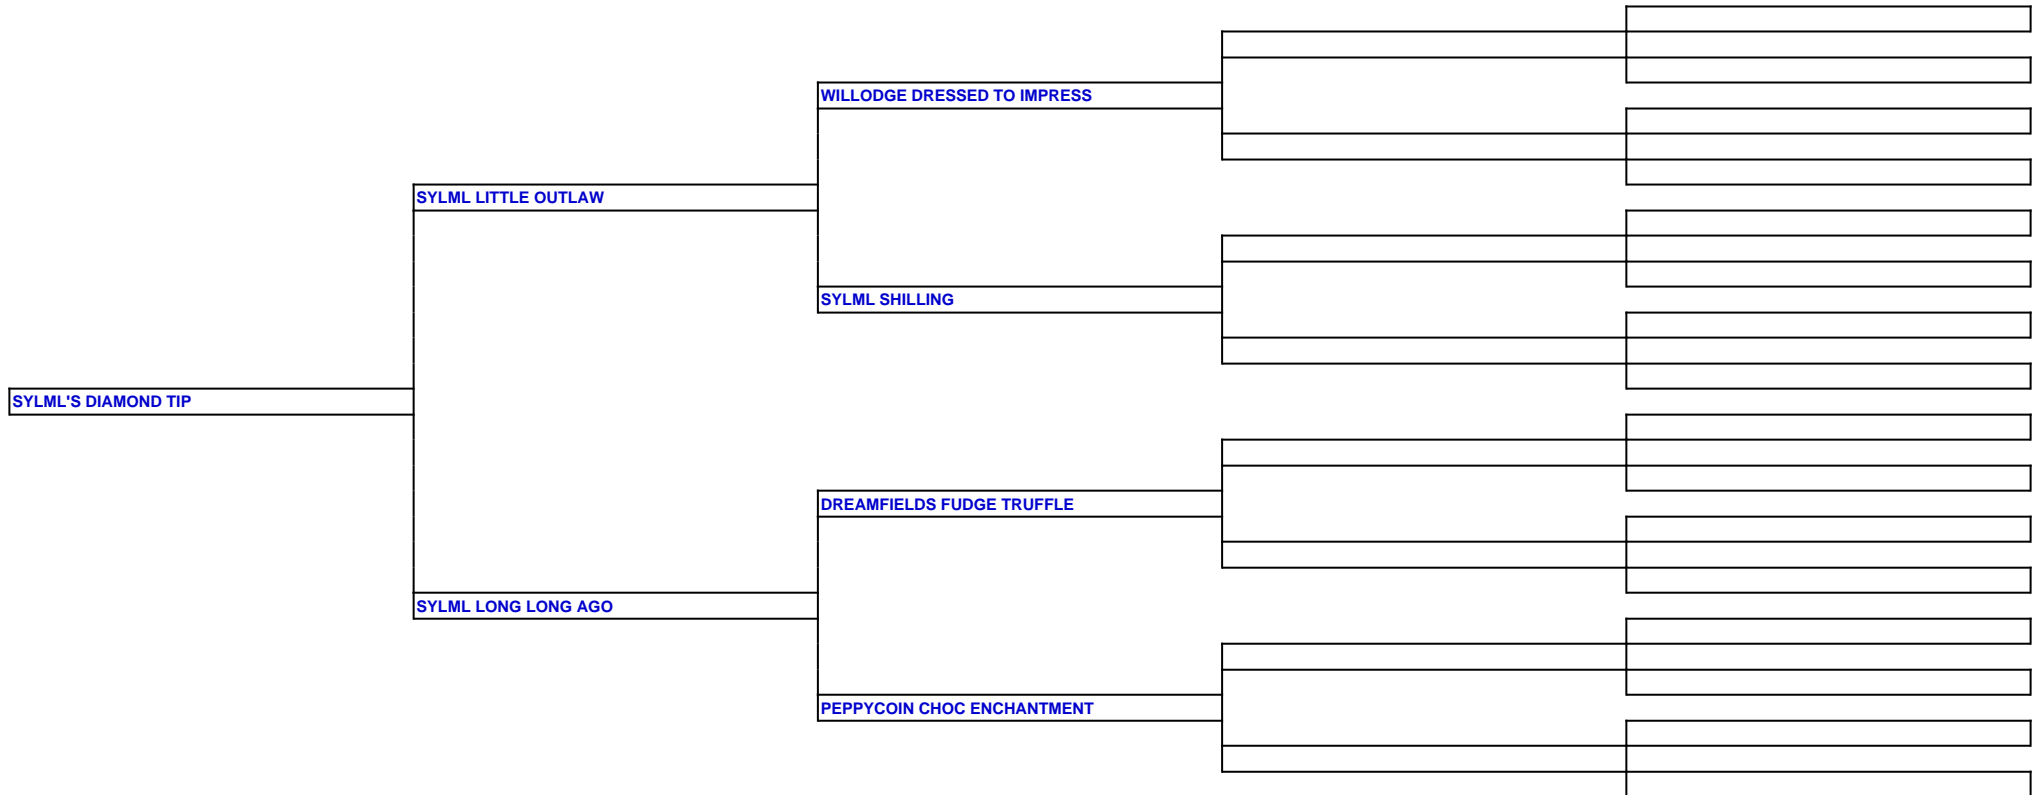 WILLODGE DRESSED TO IMPRESS
SYLML LITTLE OUTLAW
SYLML SHILLING
SYLML'S DIAMOND TIP
DREAMFIELDS FUDGE TRUFFLE
SYLML LONG LONG AGO
PEPPYCOIN CHOC ENCHANTMENT